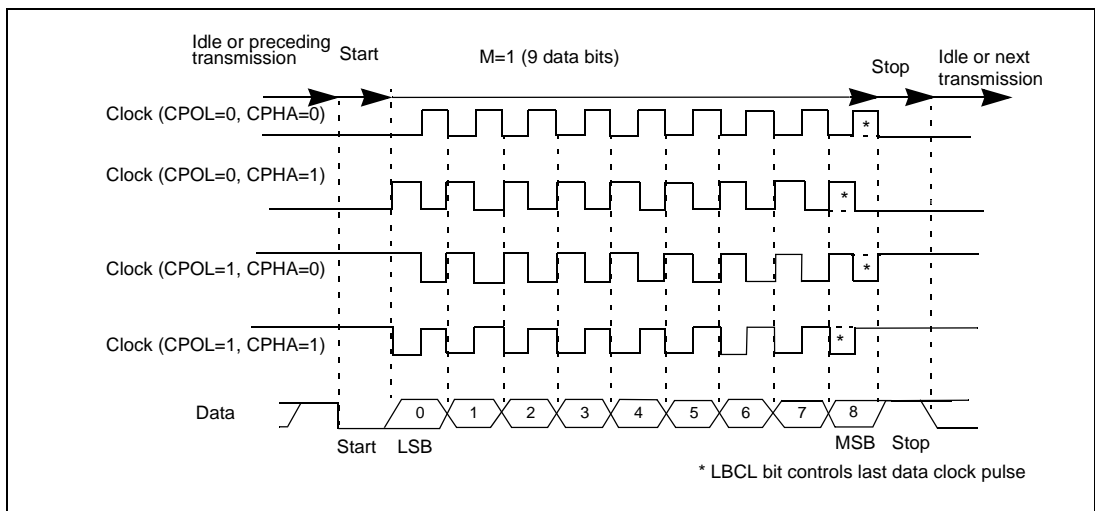 Idle or preceding
transmission
Start
M=1 (9 data bits)
Stop
Idle or next
transmission
Clock (CPOL=0, CPHA=0)
*
Clock (CPOL=0, CPHA=1)
*
Clock (CPOL=1, CPHA=0)
*
Clock (CPOL=1, CPHA=1)
*
Data
0 1 2 3 4 5 6 7 8
Start LSB MSB Stop
* LBCL bit controls last data clock pulse